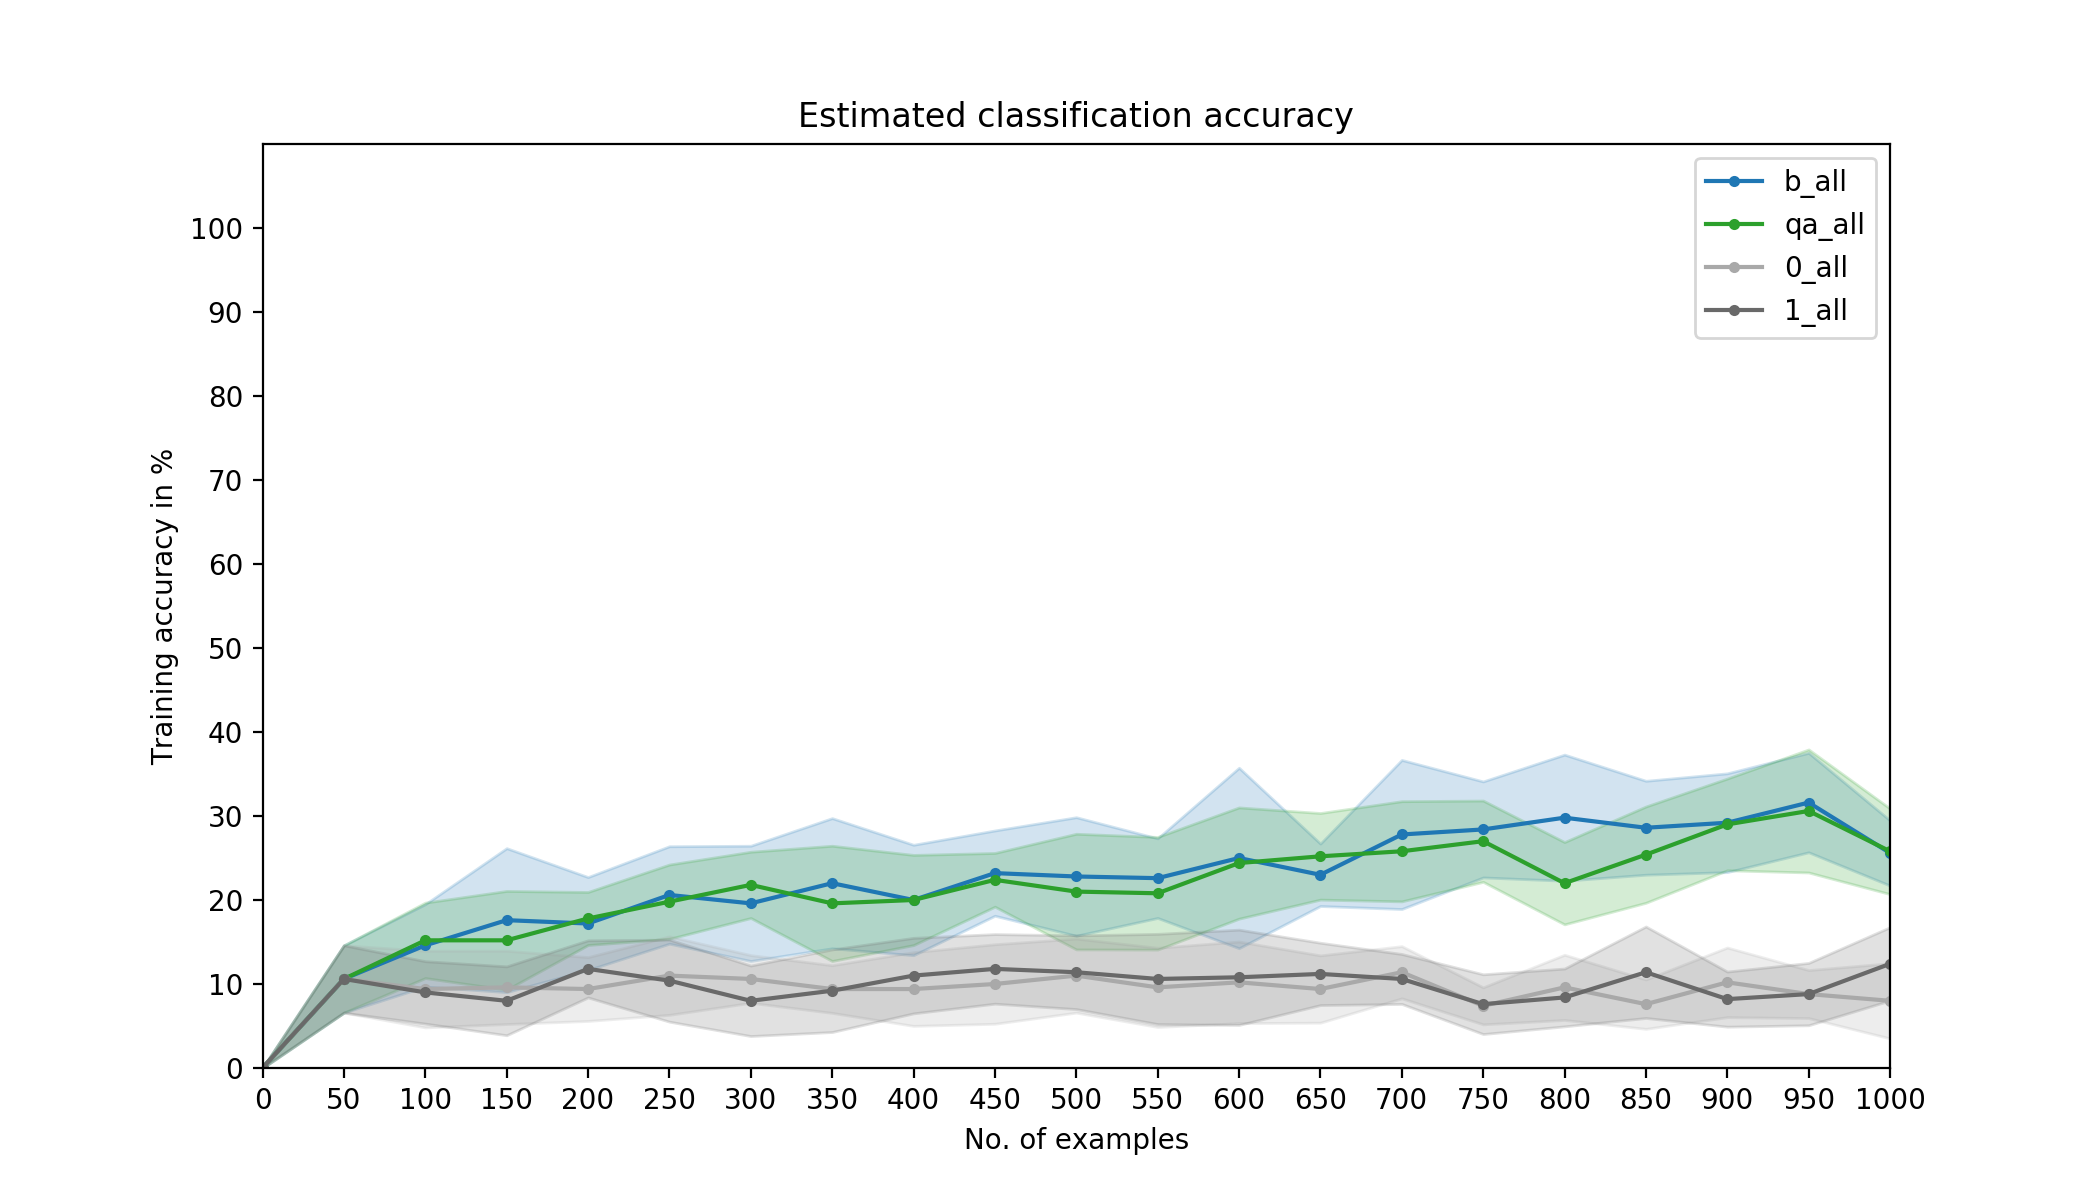 Estimated classification accuracy
b_all
qa_all
0_all
1_all
100
90
80
70
60
50
40
30
20
10
0
Training accuracy in %
0 50 100 150 200 250 300 350 400 450 500 550 600 650 700 750 800 850 900 950 1000
No. of examples